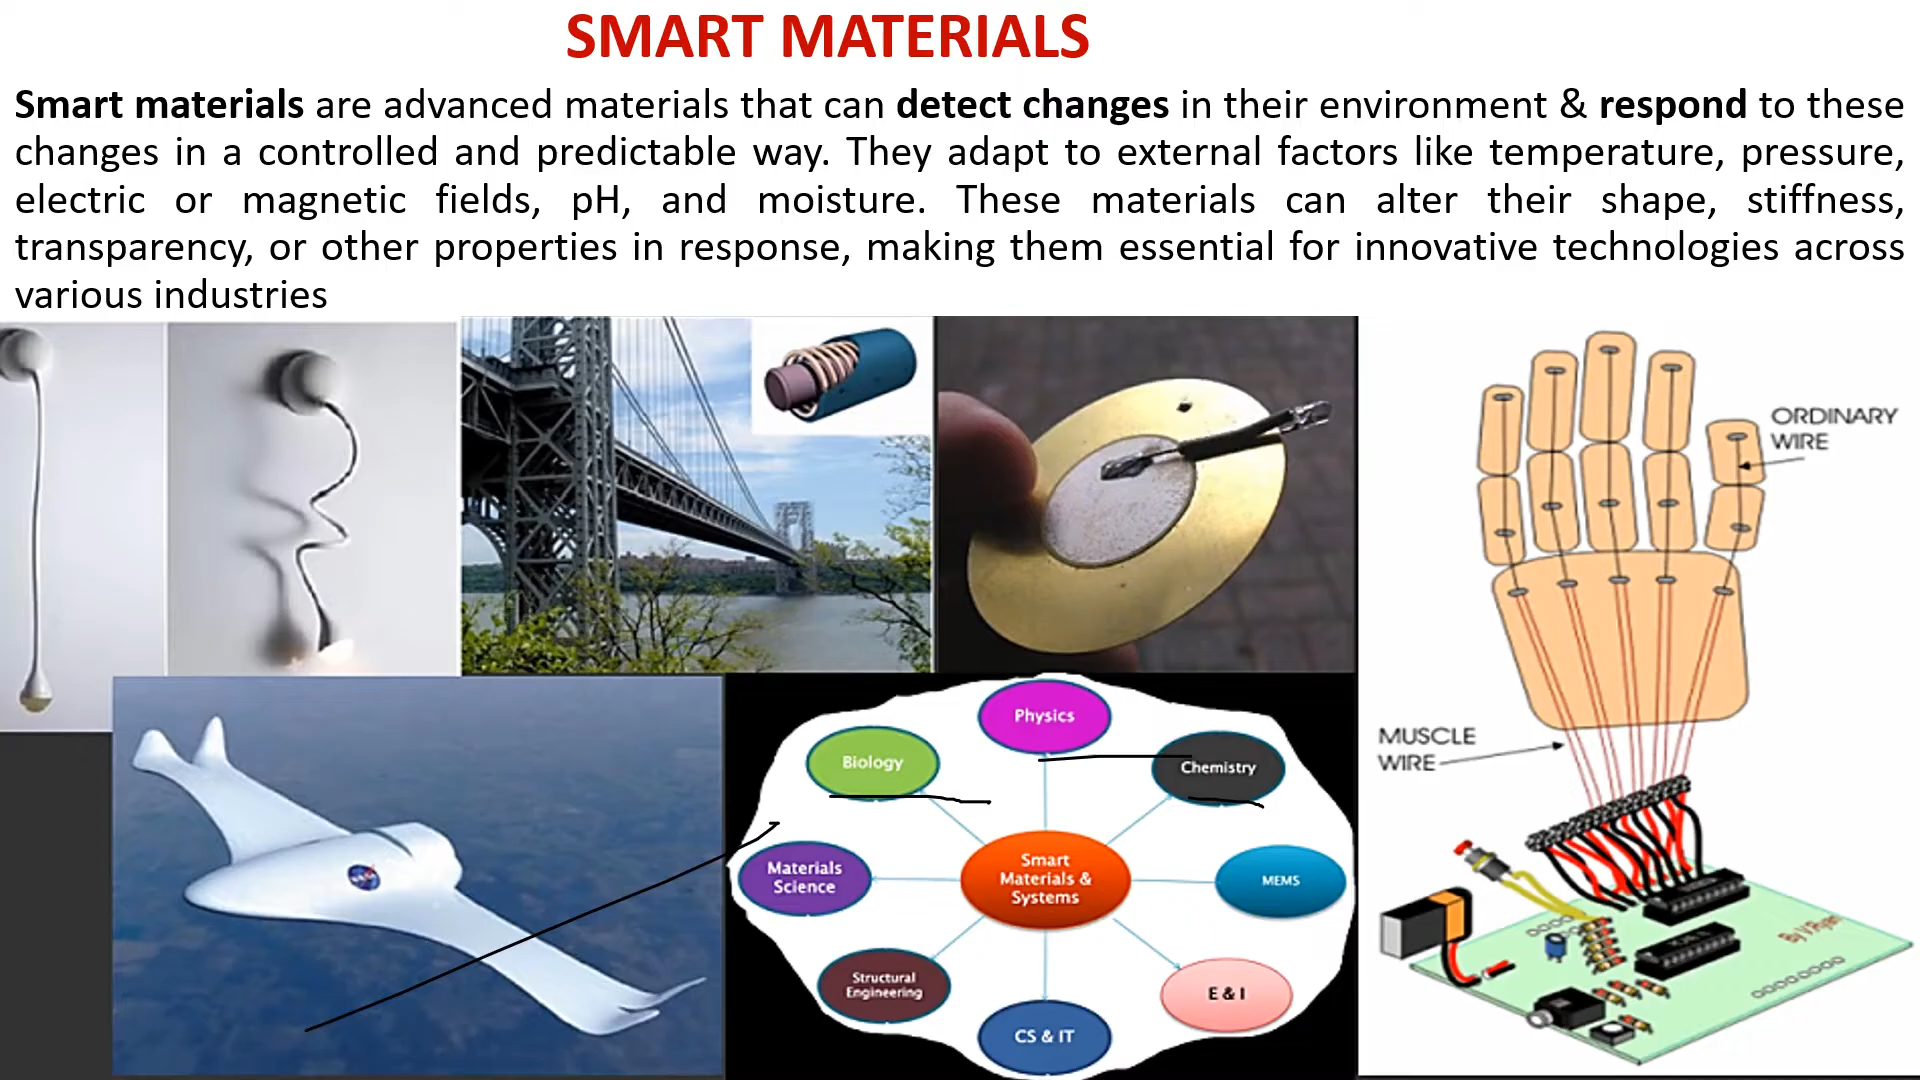 SMART MATERIALS
Smart materials are advanced materials that can detect changes in their environment & respond to these
changes in a controlled and predictable way. They adapt to external factors like temperature, pressure,
electric or magnetic fields, pH, and moisture. These materials can alter their shape, stiffness,
transparency, or other properties in response, making them essential for innovative technologies across
various industries
ORDINARY
WIRE
MUSCLE
WIRE
By V.Ryan
NASA
Physics
Biology
Chemistry
Materials
Science
Smart
Materials &
Systems
MEMS
Structural
Engineering
E & I
CS & IT